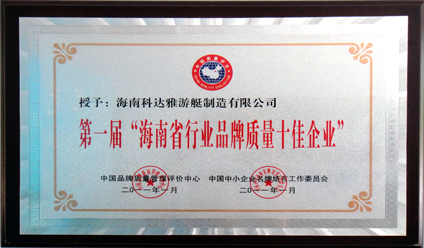 授予：海南科达雅游艇制造有限公司
第一届“海南省行业品牌质量十佳企业”
中国品牌质量管理评价中心 中国中小企业名牌培育工作委员会
二〇一一年一月 二〇一一年一月